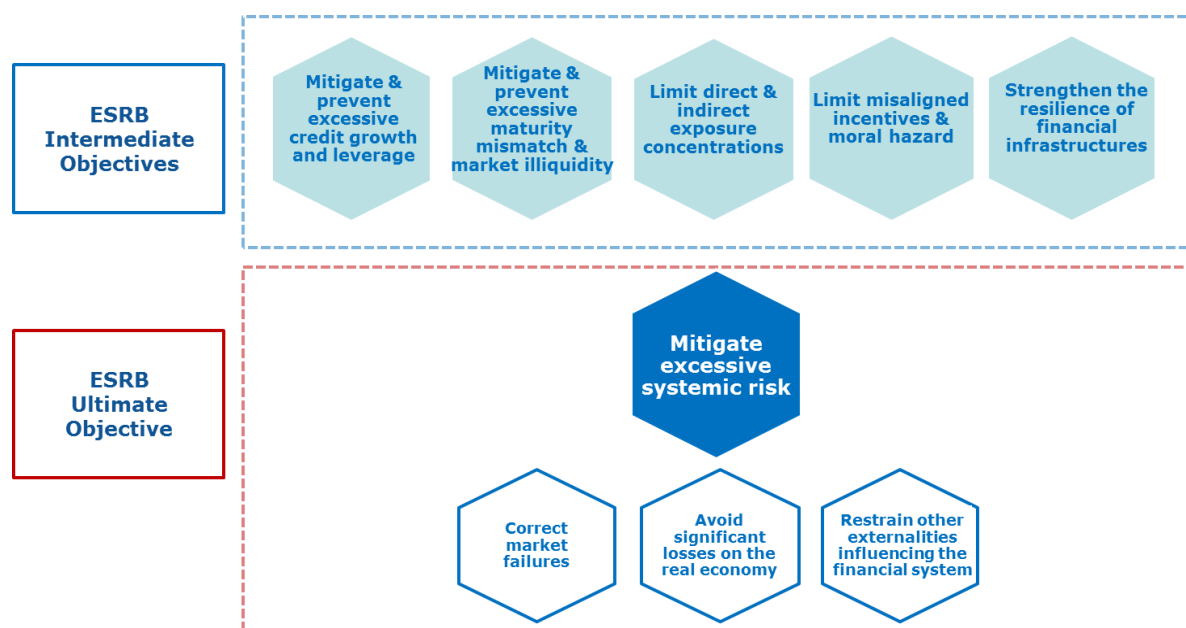 ESRB
Intermediate
Objectives
Mitigate &
prevent
excessive
credit growth
and leverage
Mitigate &
prevent
excessive
maturity
mismatch &
market illiquidity
Limit direct &
indirect
exposure
concentrations
Limit misaligned
incentives &
moral hazard
Strengthen the
resilience of
financial
infrastructures
ESRB
Ultimate
Objective
Mitigate
excessive
systemic risk
Correct
market
failures
Avoid
significant
losses on the
real economy
Restrain other
externalities
influencing the
financial system